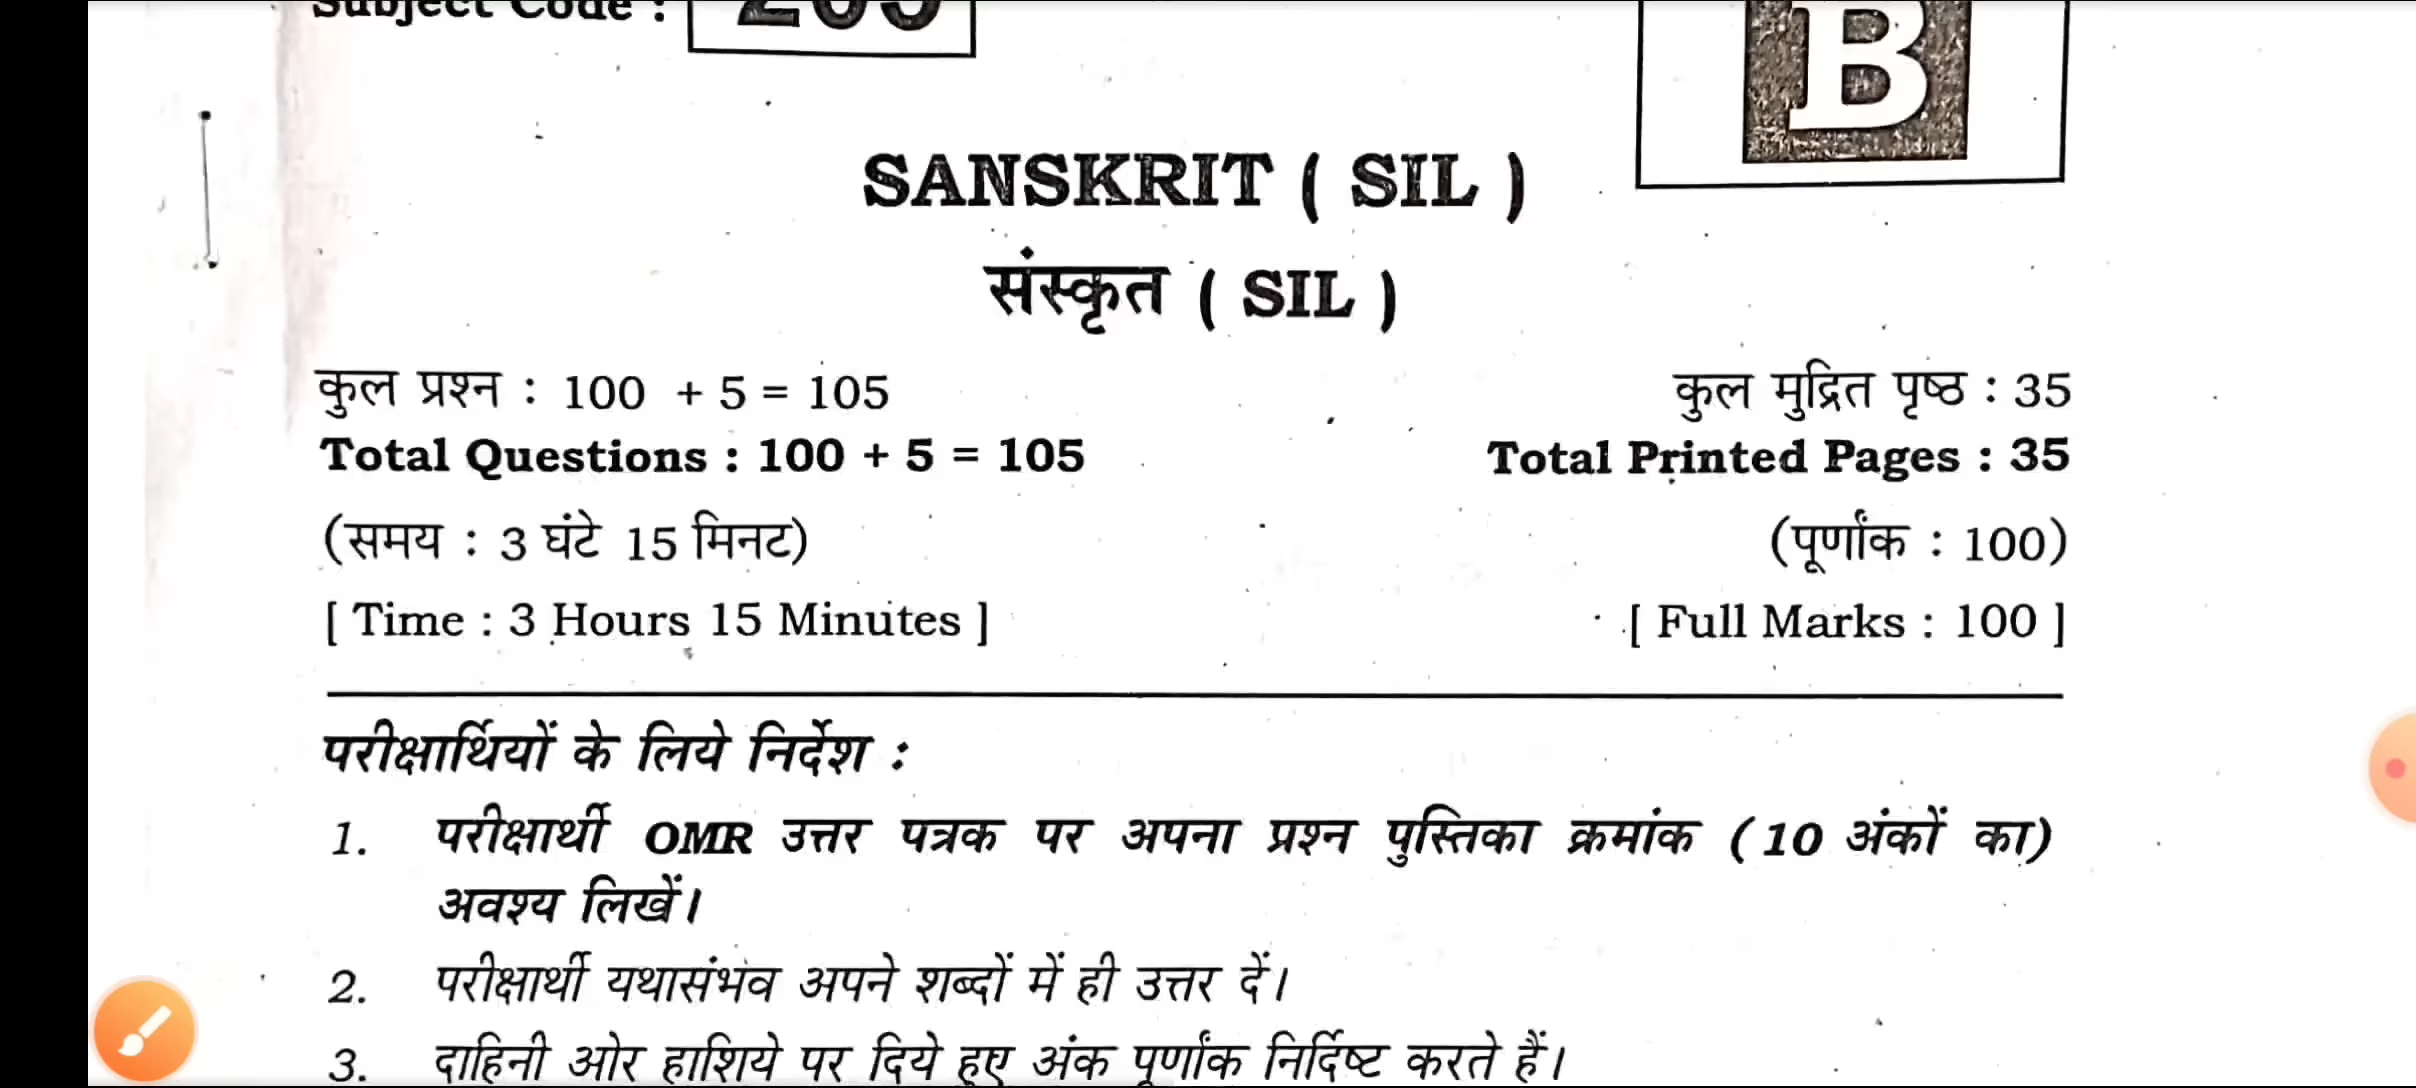 Subject Code :
B
SANSKRIT ( SIL )
संस्कृत ( SIL )
कुल प्रश्न : 100 + 5 = 105
कुल मुद्रित पृष्ठ : 35
Total Questions : 100 + 5 = 105
Total Printed Pages : 35
(समय : 3 घंटे 15 मिनट)
(पूर्णांक : 100)
[ Time : 3 Hours 15 Minutes ]
[ Full Marks : 100 ]
परीक्षार्थियों के लिये निर्देश :
1. परीक्षार्थी OMR उत्तर पत्रक पर अपना प्रश्न पुस्तिका क्रमांक (10 अंकों का)
अवश्य लिखें।
2. परीक्षार्थी यथासंभव अपने शब्दों में ही उत्तर दें।
3. दाहिनी ओर हाशिये पर दिये हुए अंक पूर्णांक निर्दिष्ट करते हैं।